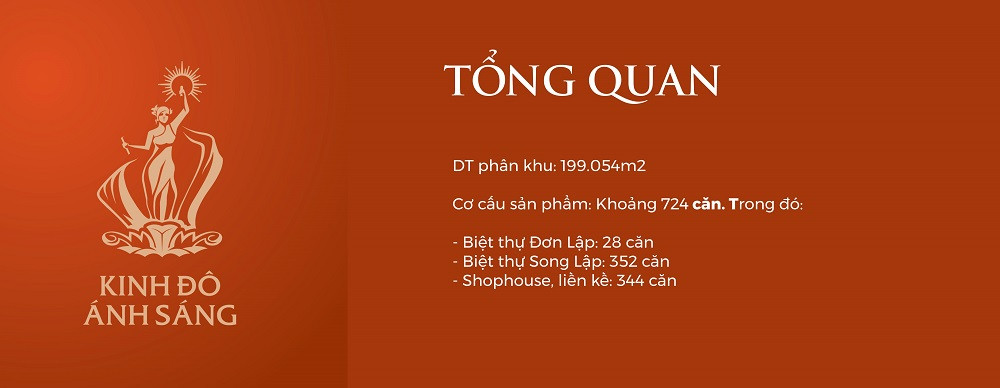 KINH ĐÔ
ÁNH SÁNG
TỔNG QUAN
DT phân khu: 199.054m2
Cơ cấu sản phẩm: Khoảng 724 căn. Trong đó:
- Biệt thự Đơn Lập: 28 căn
- Biệt thự Song Lập: 352 căn
- Shophouse, liền kề: 344 căn